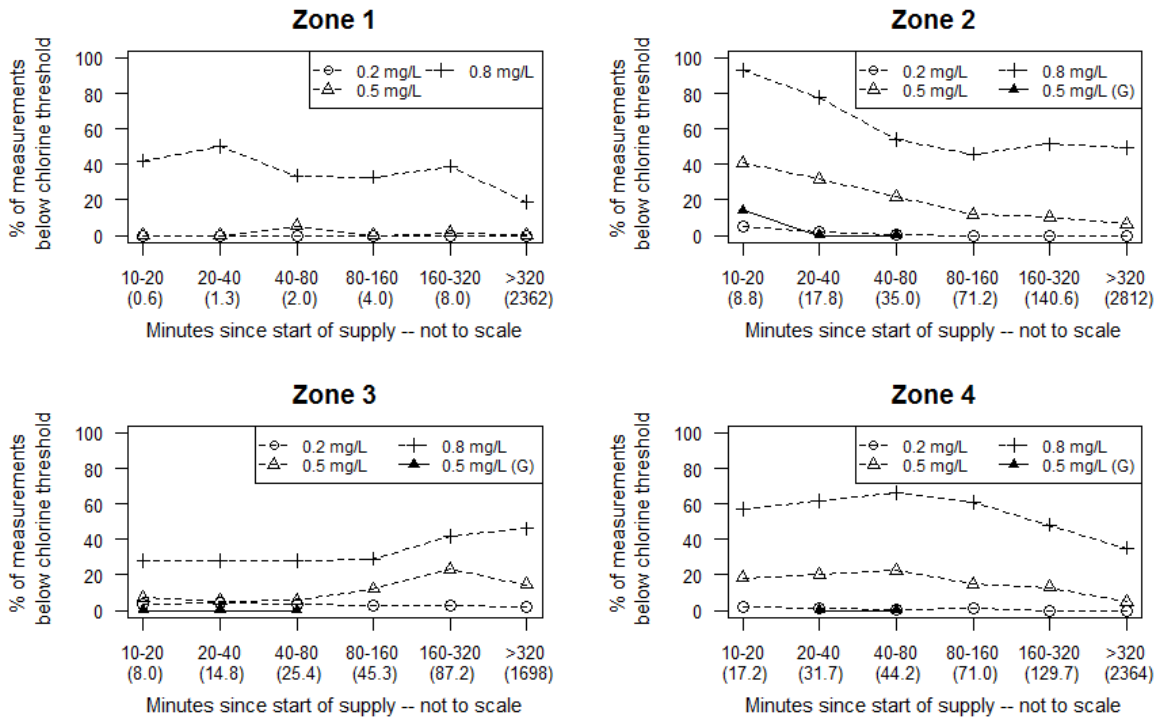 Zone 1
% of measurements
below chlorine threshold
100
80
60
40
20
0
0.2 mg/L 0.8 mg/L
0.5 mg/L
10-20 20-40 40-80 80-160 160-320 >320
(0.6) (1.3) (2.0) (4.0) (8.0) (2362)
Minutes since start of supply -- not to scale
Zone 2
% of measurements
below chlorine threshold
100
80
60
40
20
0
0.2 mg/L 0.8 mg/L
0.5 mg/L 0.5 mg/L (G)
10-20 20-40 40-80 80-160 160-320 >320
(8.8) (17.8) (35.0) (71.2) (140.6) (2812)
Minutes since start of supply -- not to scale
Zone 3
% of measurements
below chlorine threshold
100
80
60
40
20
0
0.2 mg/L 0.8 mg/L
0.5 mg/L 0.5 mg/L (G)
10-20 20-40 40-80 80-160 160-320 >320
(8.0) (14.8) (25.4) (45.3) (87.2) (1698)
Minutes since start of supply -- not to scale
Zone 4
% of measurements
below chlorine threshold
100
80
60
40
20
0
0.2 mg/L 0.8 mg/L
0.5 mg/L 0.5 mg/L (G)
10-20 20-40 40-80 80-160 160-320 >320
(17.2) (31.7) (44.2) (71.0) (129.7) (2364)
Minutes since start of supply -- not to scale